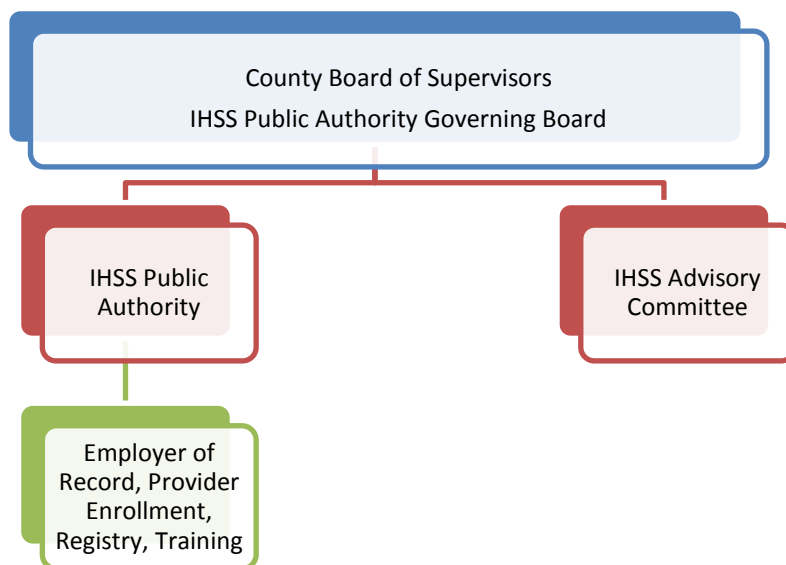 County Board of Supervisors
IHSS Public Authority Governing Board
IHSS Public
Authority
IHSS Advisory
Committee
Employer of
Record, Provider
Enrollment,
Registry, Training